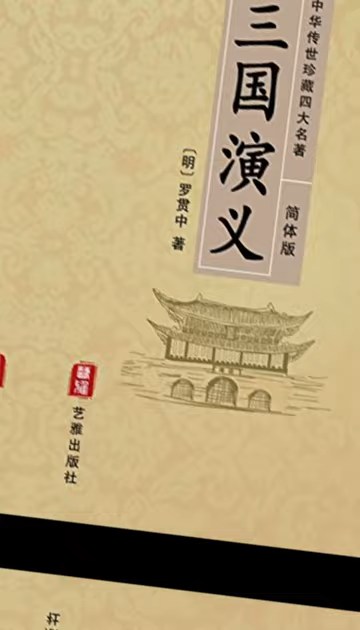 中华传世珍藏四大名著
简体版
三国演义
〔明〕罗贯中 著
艺雅出版社